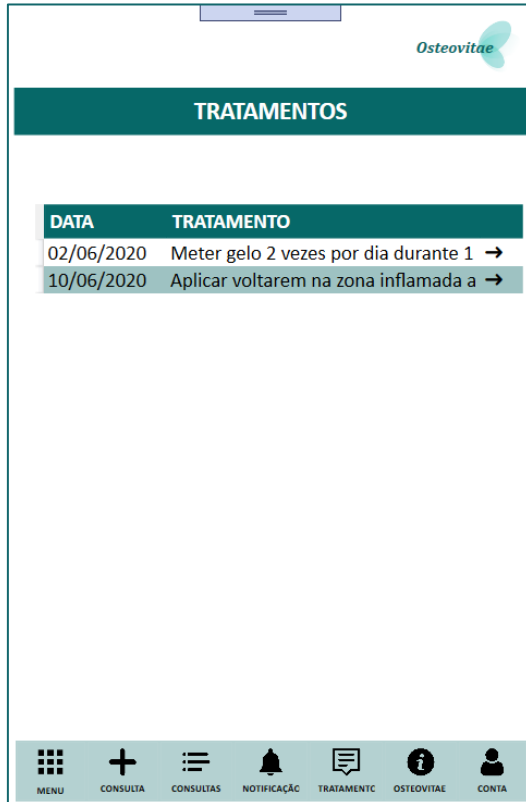 Osteovitae
TRATAMENTOS
DATA TRATAMENTO
02/06/2020 Meter gelo 2 vezes por dia durante 1 →
10/06/2020 Aplicar voltarem na zona inflamada a →
MENU CONSULTA CONSULTAS NOTIFICAÇÃO TRATAMENTC OSTEOVITAE CONTA